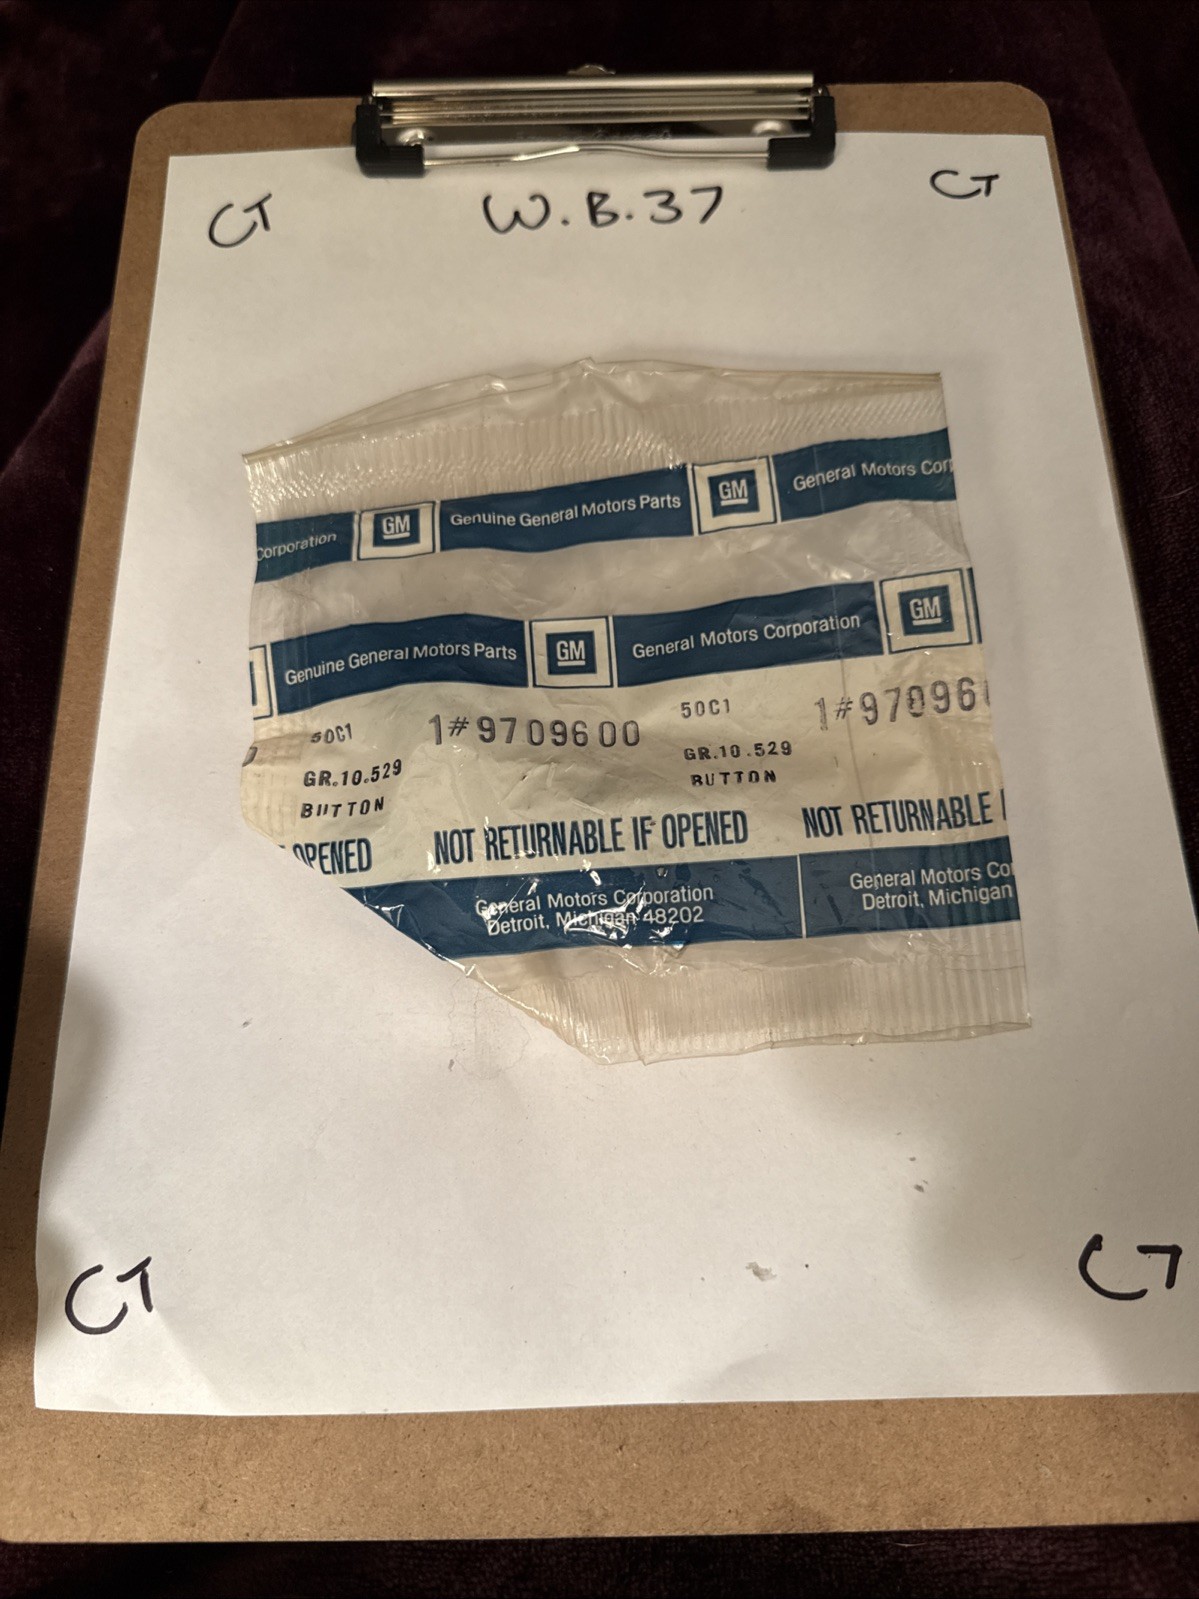 CT W.B.37 CT
Corporation GM Genuine General Motors Parts GM General Motors Corp
Genuine General Motors Parts GM General Motors Corporation GM
50C1 1#9709600 50C1 1#97096
GR.10.529 GR.10.529
BUTTON BUTTON
OPENED NOT RETURNABLE IF OPENED NOT RETURNABLE
General Motors Corporation General Motors Co
Detroit, Michigan 48202 Detroit, Michigan
CT CT